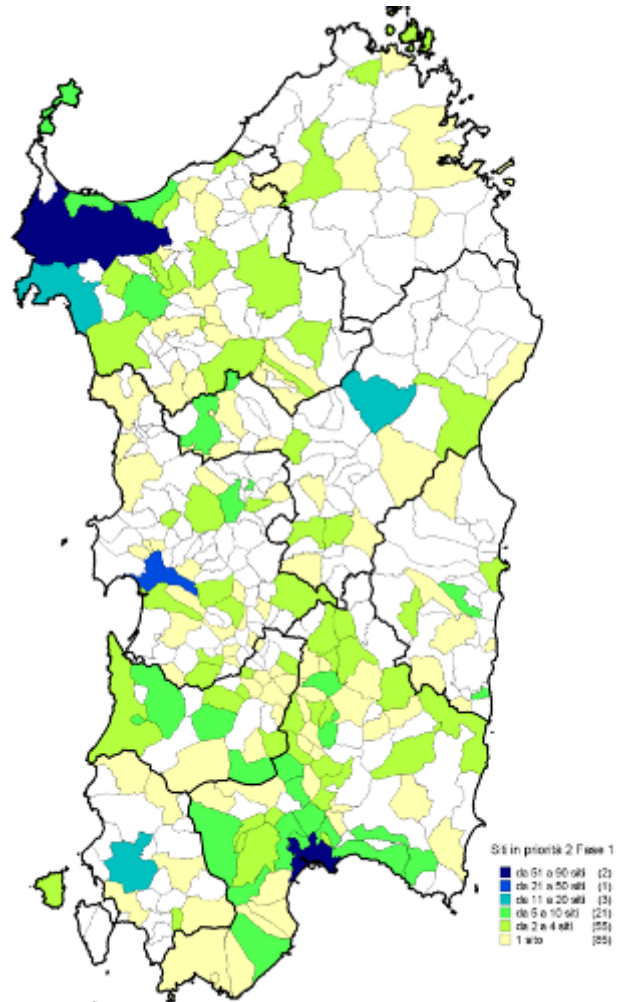 Siti in priorità 2 Fase 1
da 51 a 90 siti (2)
da 21 a 50 siti (1)
da 11 a 20 siti (3)
da 5 a 10 siti (21)
da 2 a 4 siti (55)
1 sito (85)